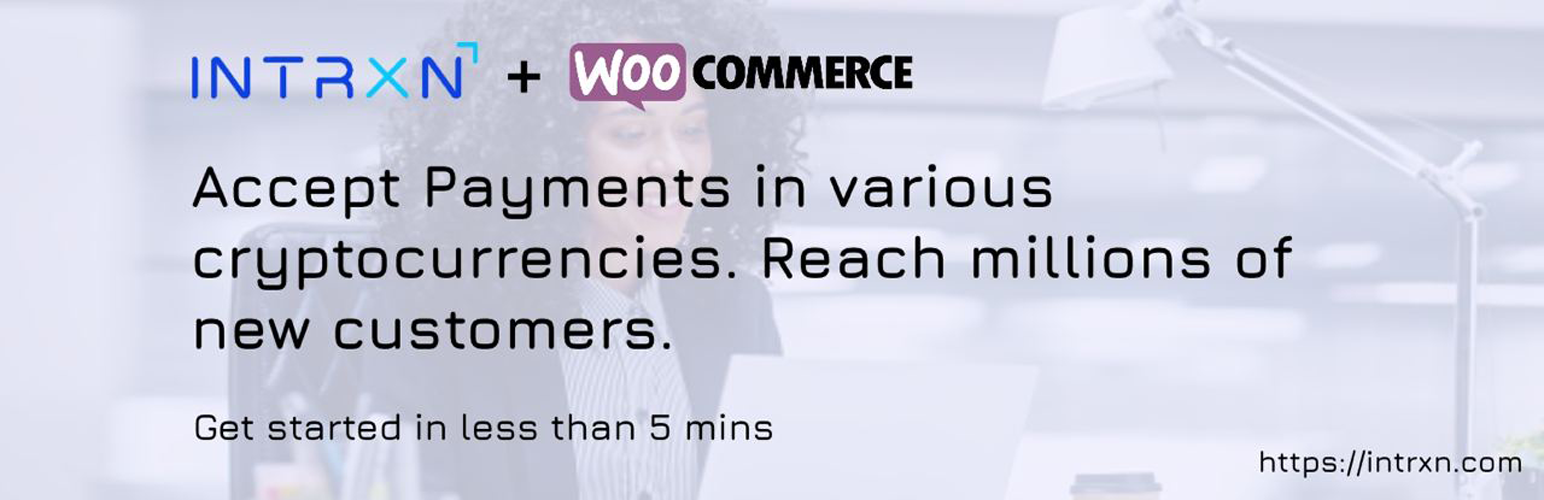 INTRXN + WOO COMMERCE
Accept Payments in various
cryptocurrencies. Reach millions of
new customers.
Get started in less than 5 mins
https://intrxn.com